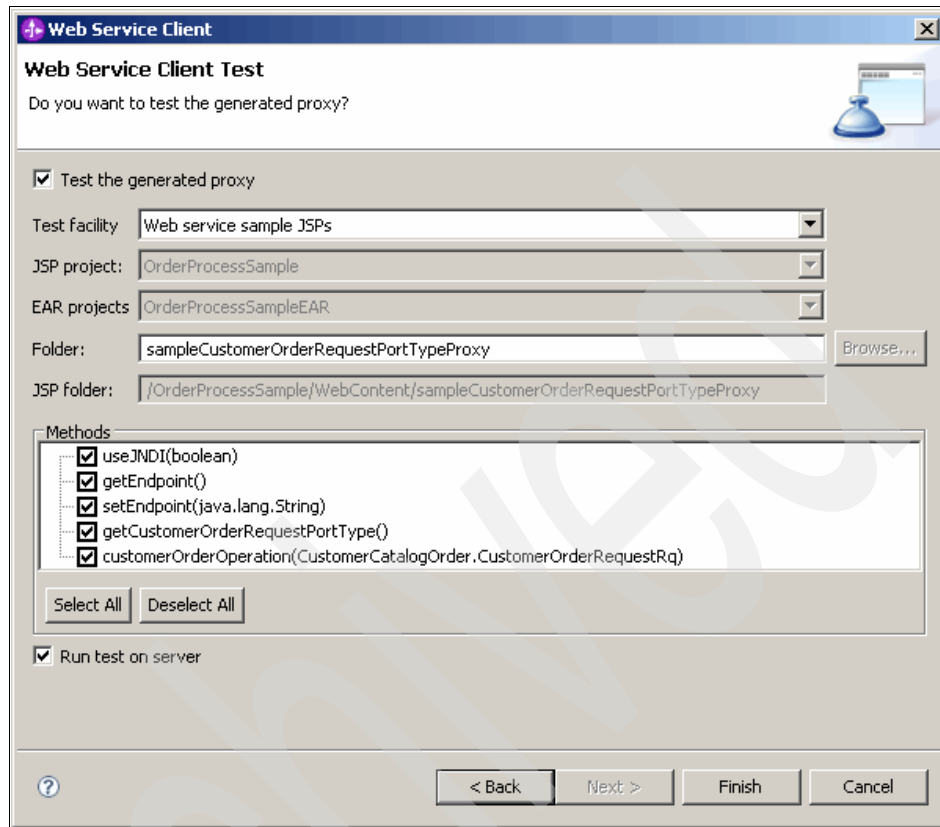 Web Service Client
Web Service Client Test
Do you want to test the generated proxy?
Test the generated proxy
Test facility Web service sample JSPs
JSP project: OrderProcessSample
EAR projects OrderProcessSampleEAR
Folder: sampleCustomerOrderRequestPortTypeProxy Browse...
JSP folder: /OrderProcessSample/WebContent/sampleCustomerOrderRequestPortTypeProxy
Methods
useJNDI(boolean)
getEndpoint()
setEndpoint(java.lang.String)
getCustomerOrderRequestPortType()
customerOrderOperation(CustomerCatalogOrder.CustomerOrderRequestRq)
Select All Deselect All
Run test on server
? < Back Next > Finish Cancel